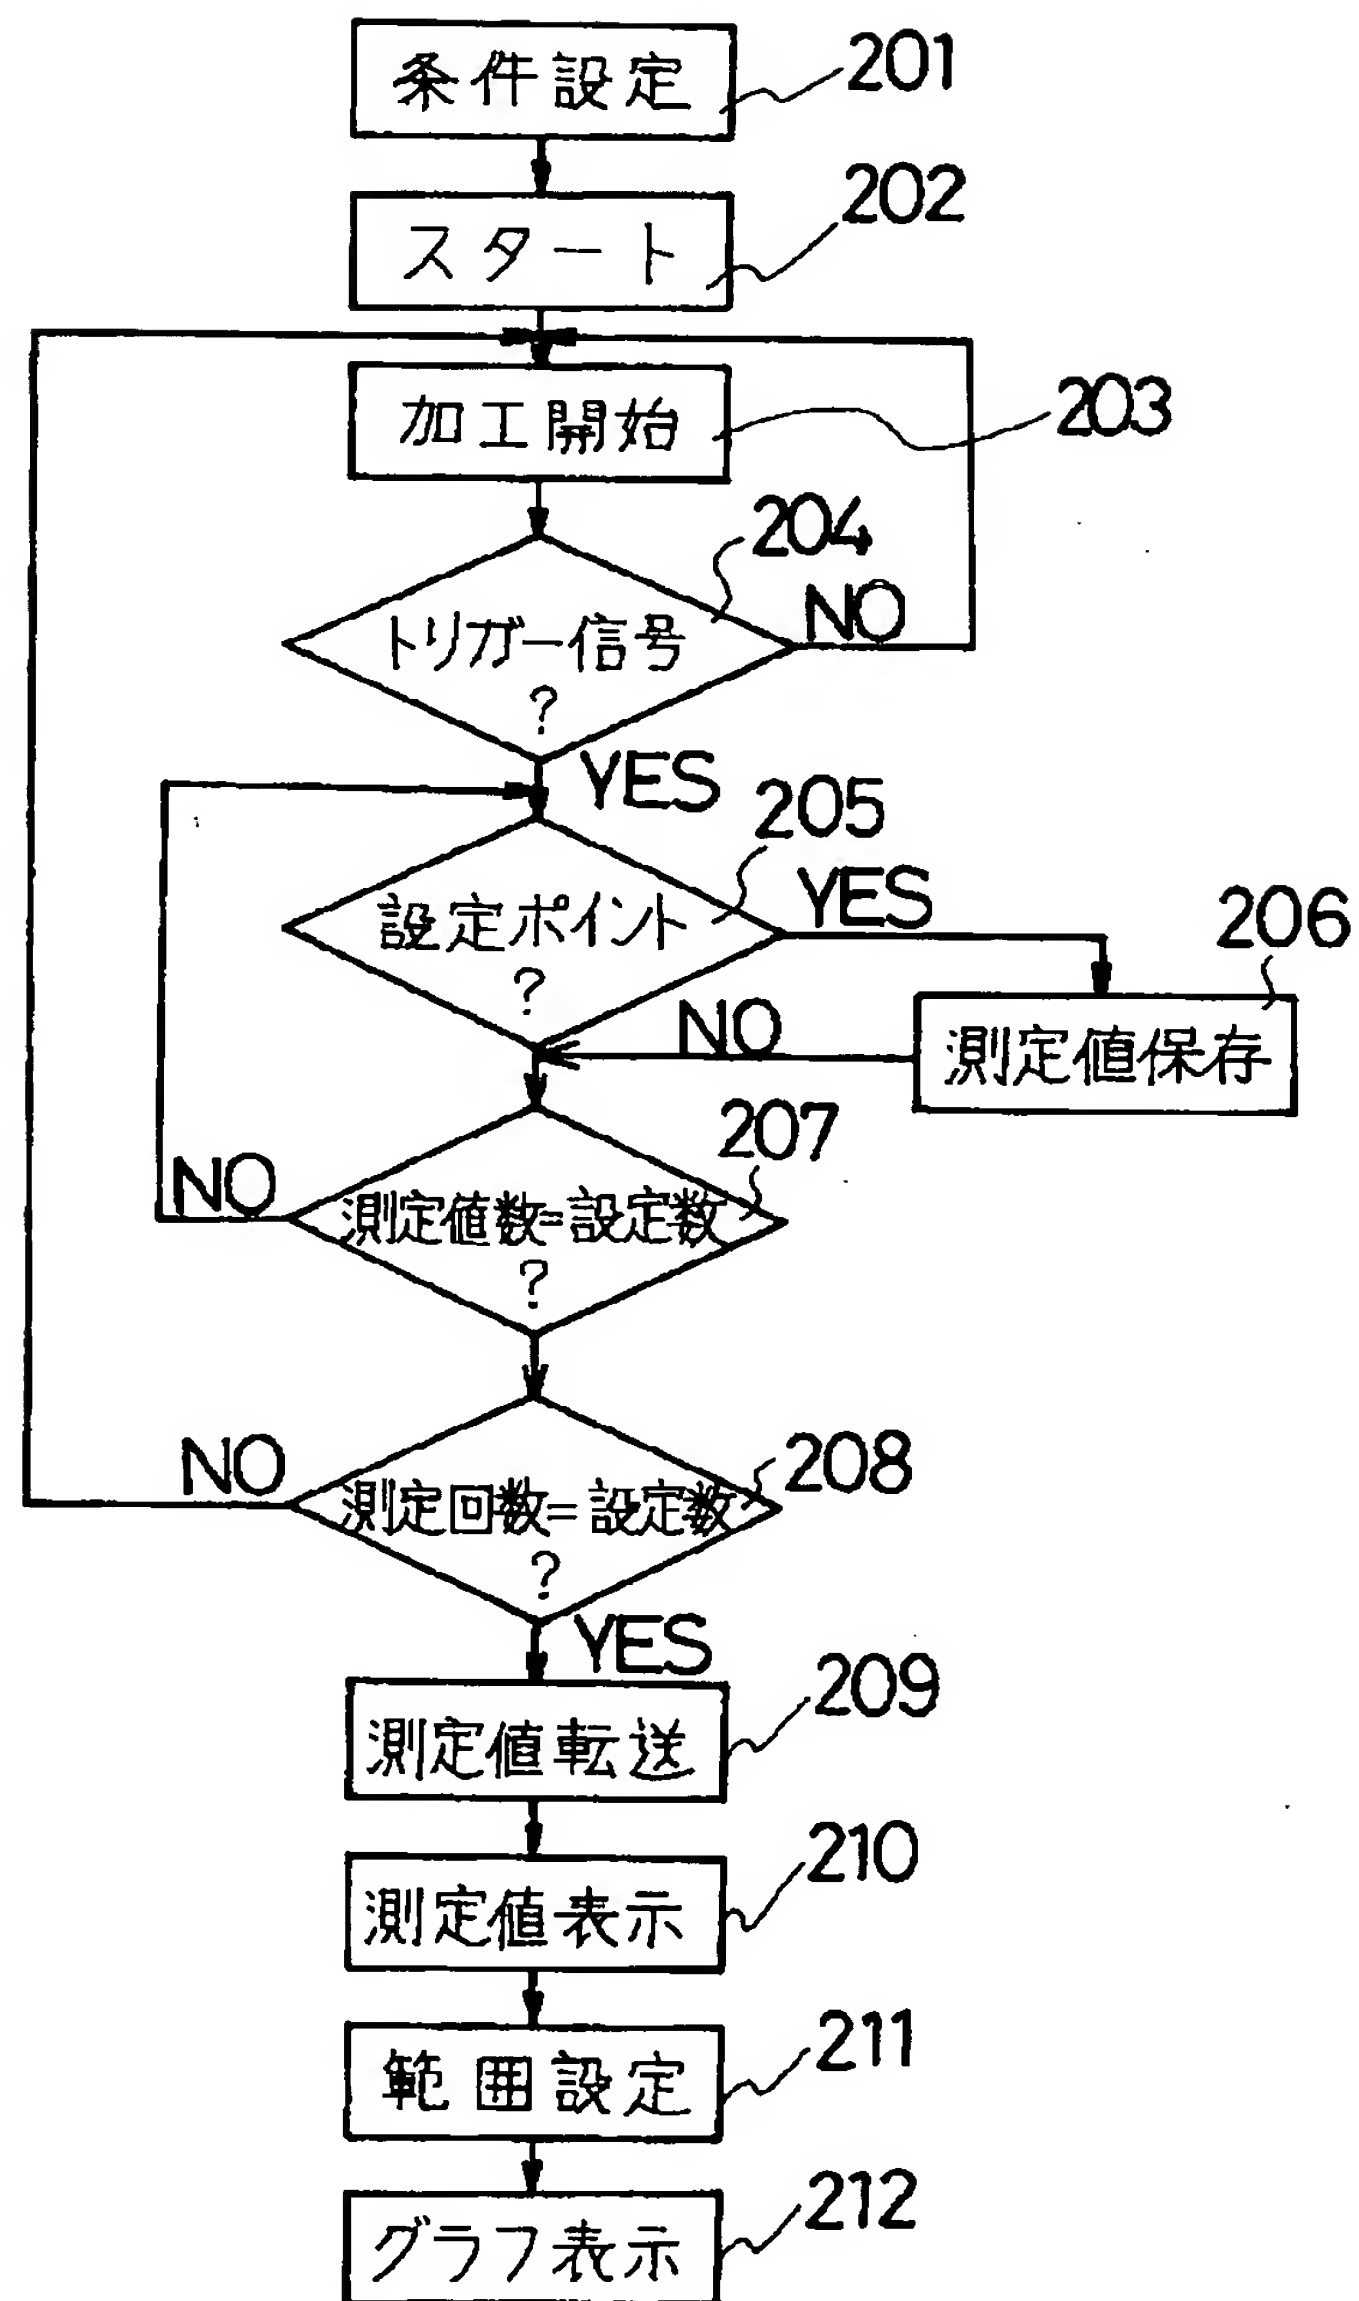 条件設定
201
スタート
202
加工開始
203
204
トリガー信号
?
NO
YES
205
設定ポイント
?
YES
206
測定値保存
NO
207
測定値数=設定数
?
NO
208
測定回数=設定数
?
NO
YES
209
測定値転送
210
測定値表示
211
範囲設定
212
グラフ表示